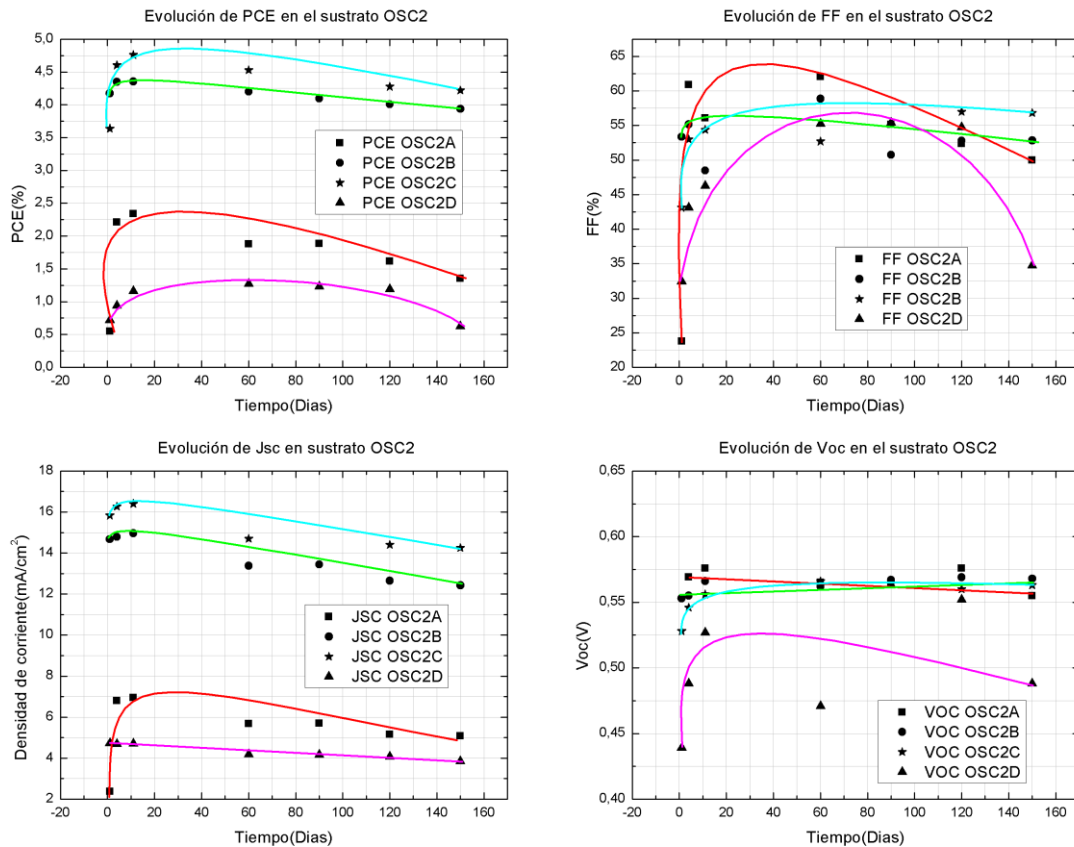 Evolución de PCE en el sustrato OSC2
5,0
4,5
4,0
3,5
3,0
2,5
2,0
1,5
1,0
0,5
0,0
PCE(%)
PCE OSC2A
PCE OSC2B
PCE OSC2C
PCE OSC2D
-20 0 20 40 60 80 100 120 140 160
Tiempo(Dias)
Evolución de FF en el sustrato OSC2
65
60
55
50
45
40
35
30
25
20
FF(%)
FF OSC2A
FF OSC2B
FF OSC2B
FF OSC2D
-20 0 20 40 60 80 100 120 140 160
Tiempo(Dias)
Evolución de Jsc en sustrato OSC2
18
16
14
12
10
8
6
4
2
Densidad de corriente(mA/cm²)
JSC OSC2A
JSC OSC2B
JSC OSC2C
JSC OSC2D
-20 0 20 40 60 80 100 120 140 160
Tiempo(Dias)
Evolución de Voc en el sustrato OSC2
0,65
0,60
0,55
0,50
0,45
0,40
Voc(V)
VOC OSC2A
VOC OSC2B
VOC OSC2C
VOC OSC2D
-20 0 20 40 60 80 100 120 140 160
Tiempo(Dias)